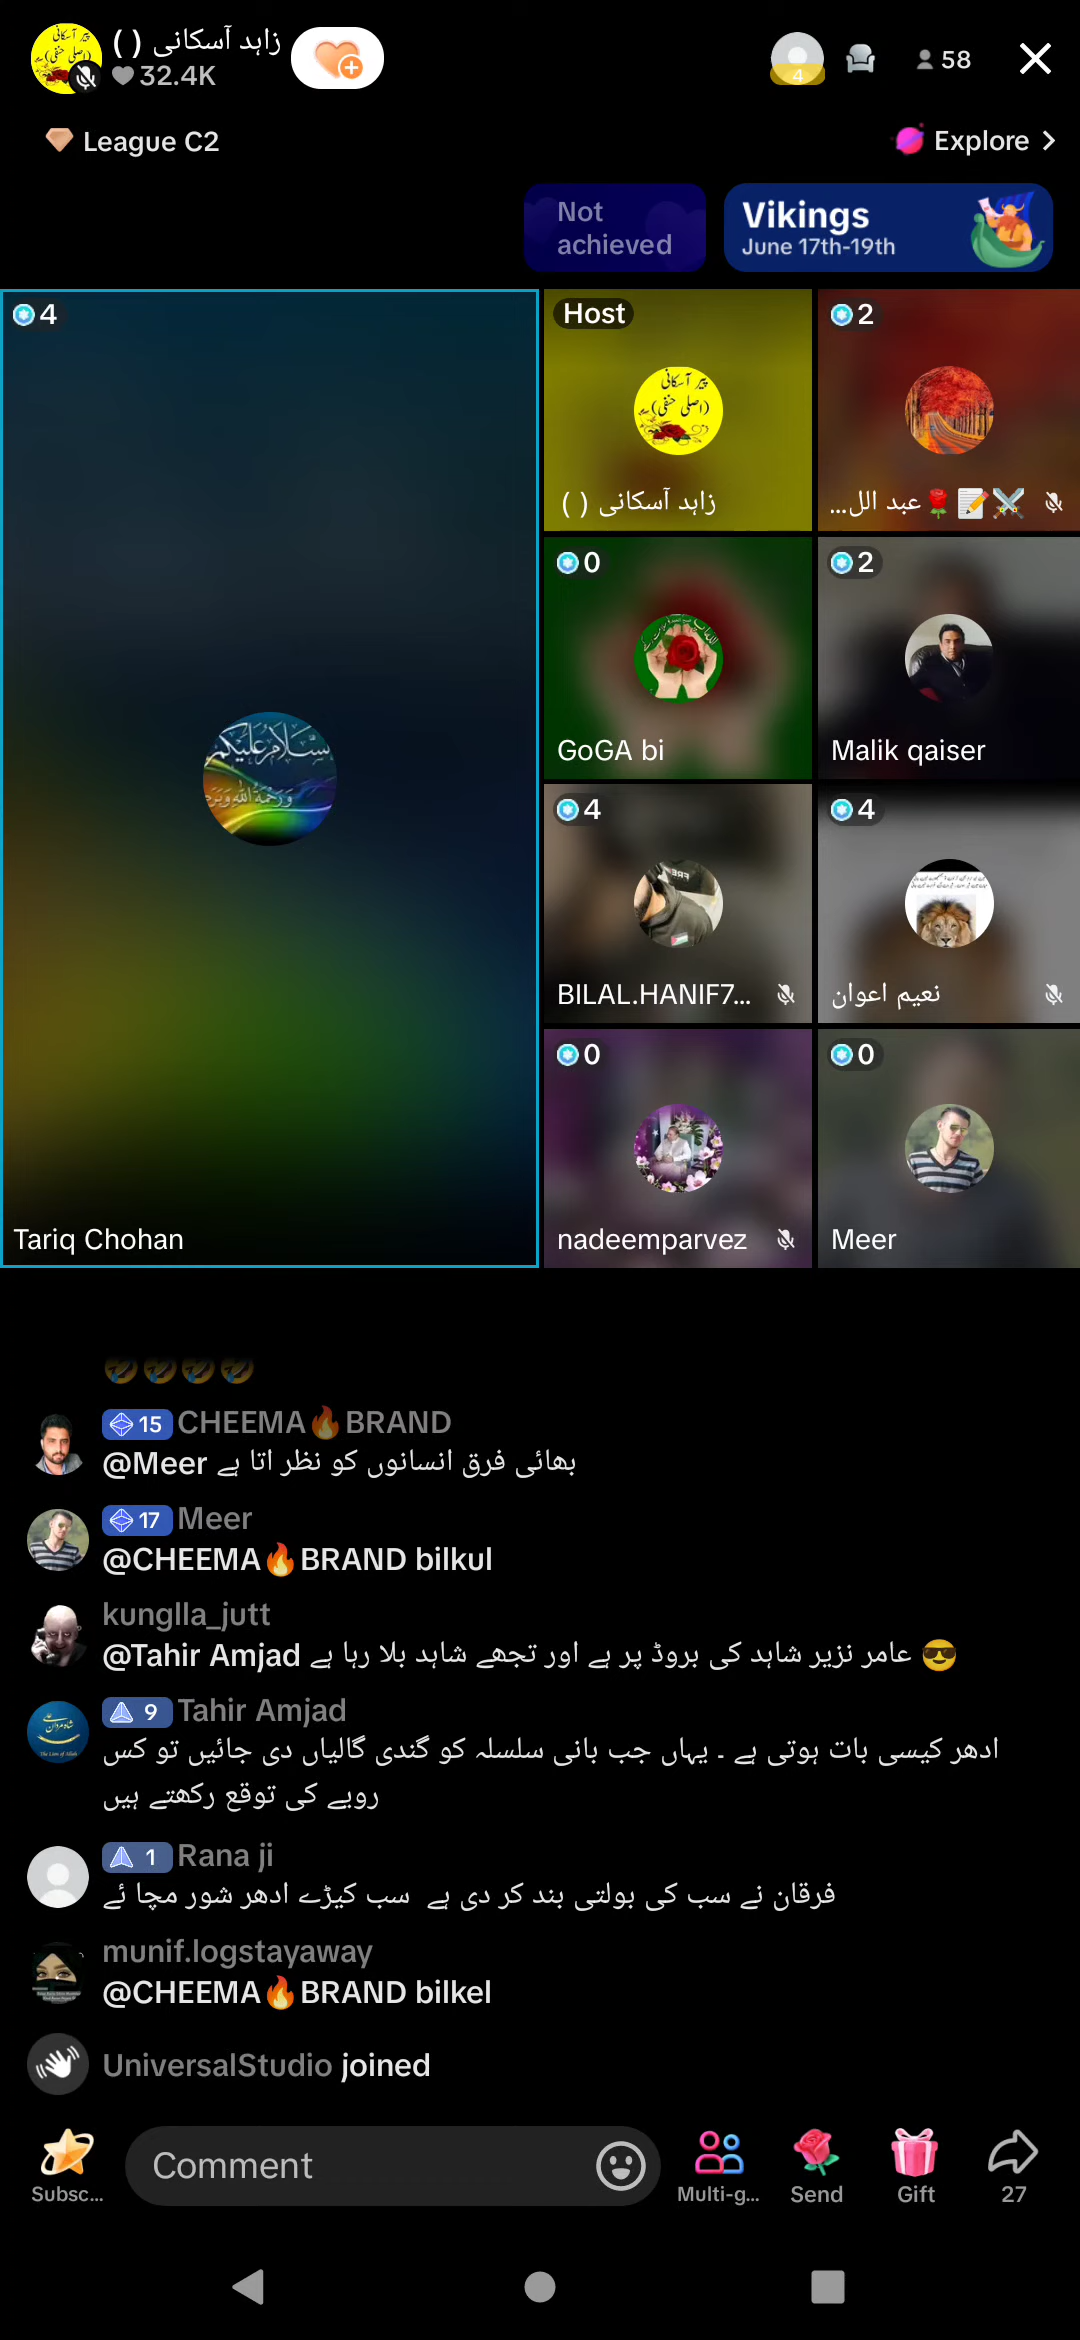 زاہد آسکانی ( )
32.4K
4
58
League C2
Explore
Not
achieved
Vikings
June 17th-19th
4
Host
پیر آسکانی
(اصلی حنفی)
زاہد آسکانی ( )
2
عبد الل...
0
GoGA bi
2
Malik qaiser
4
BILAL.HANIF7...
4
نعیم اعوان
0
nadeemparvez
0
Meer
Tariq Chohan
15 CHEEMA🔥BRAND
@Meer بھائی فرق انسانوں کو نظر اتا ہے
17 Meer
@CHEEMA🔥BRAND bilkul
kunglla_jutt
@Tahir Amjad عامر نزیر شاہد کی بروڈ پر ہے اور تجھے شاہد بلا رہا ہے 😎
9 Tahir Amjad
ادھر کیسی بات ہوتی ہے ۔ یہاں جب بانی سلسلہ کو گندی گالیاں دی جائیں تو کس
رویے کی توقع رکھتے ہیں
1 Rana ji
فرقان نے سب کی بولتی بند کر دی ہے سب کیڑے ادھر شور مچا ئے
munif.logstayaway
@CHEEMA🔥BRAND bilkel
UniversalStudio joined
Subsc...
Comment
Multi-g...
Send
Gift
27